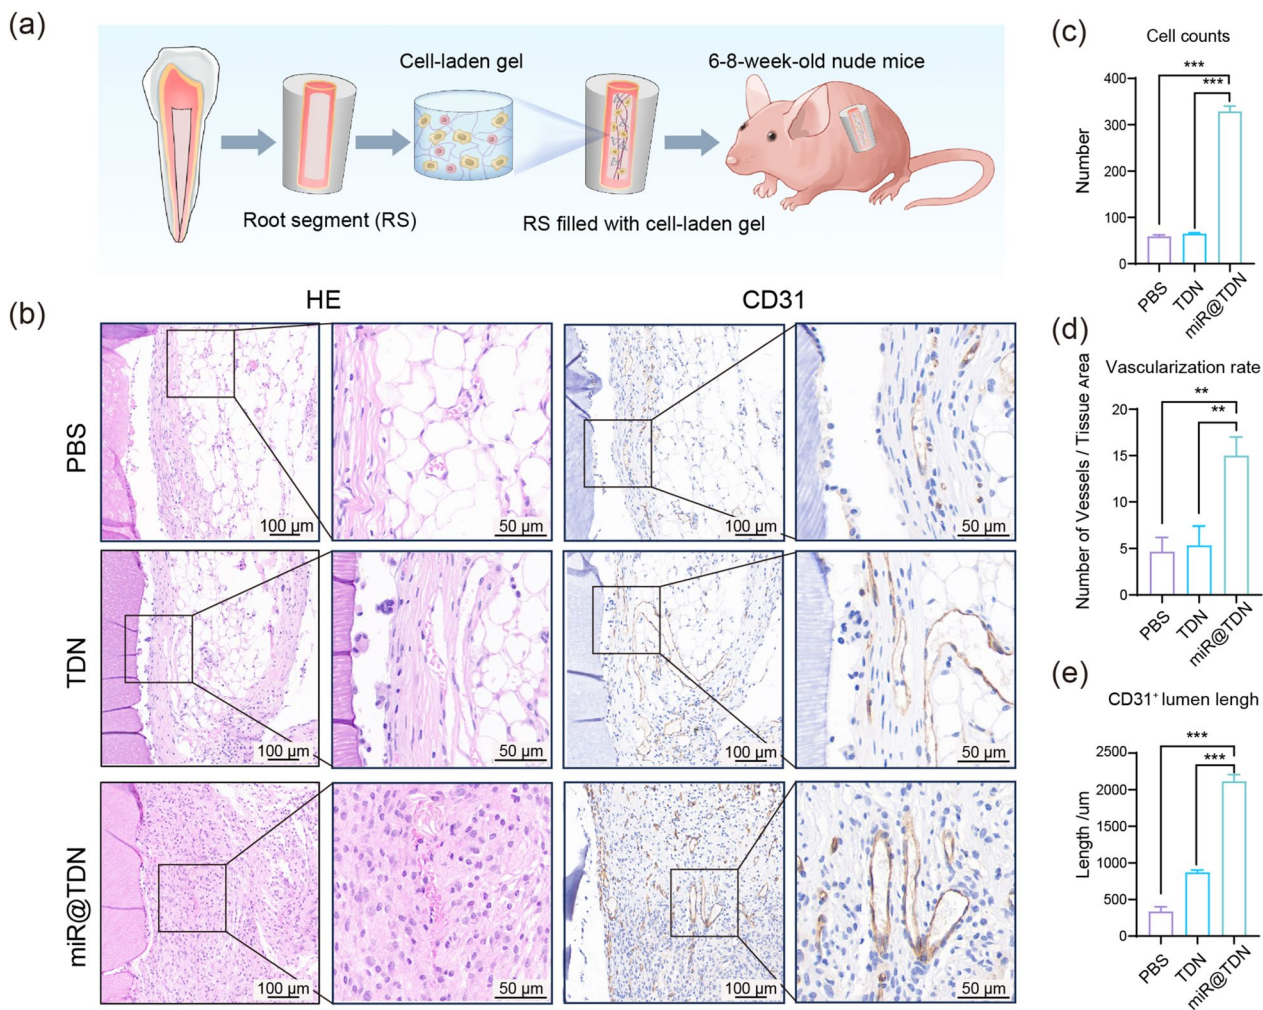 (a)
Cell-laden gel
6-8-week-old nude mice
Root segment (RS)
RS filled with cell-laden gel
(b)
HE
CD31
PBS
100 μm
50 μm
100 μm
50 μm
TDN
100 μm
50 μm
100 μm
50 μm
miR@TDN
100 μm
50 μm
100 μm
50 μm
(c)
Cell counts
***
***
Number
400
300
200
100
0
PBS
TDN
miR@TDN
(d)
Vascularization rate
**
**
Number of Vessels / Tissue Area
20
15
10
5
0
PBS
TDN
miR@TDN
(e)
CD31⁺ lumen lengh
***
***
Length /um
2500
2000
1500
1000
500
0
PBS
TDN
miR@TDN